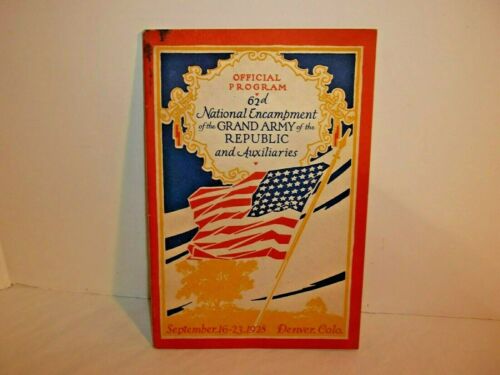 OFFICIAL
PROGRAM
62d
National Encampment
of the GRAND ARMY of the
REPUBLIC
and Auxiliaries
September 16-23, 1928 Denver, Colo.